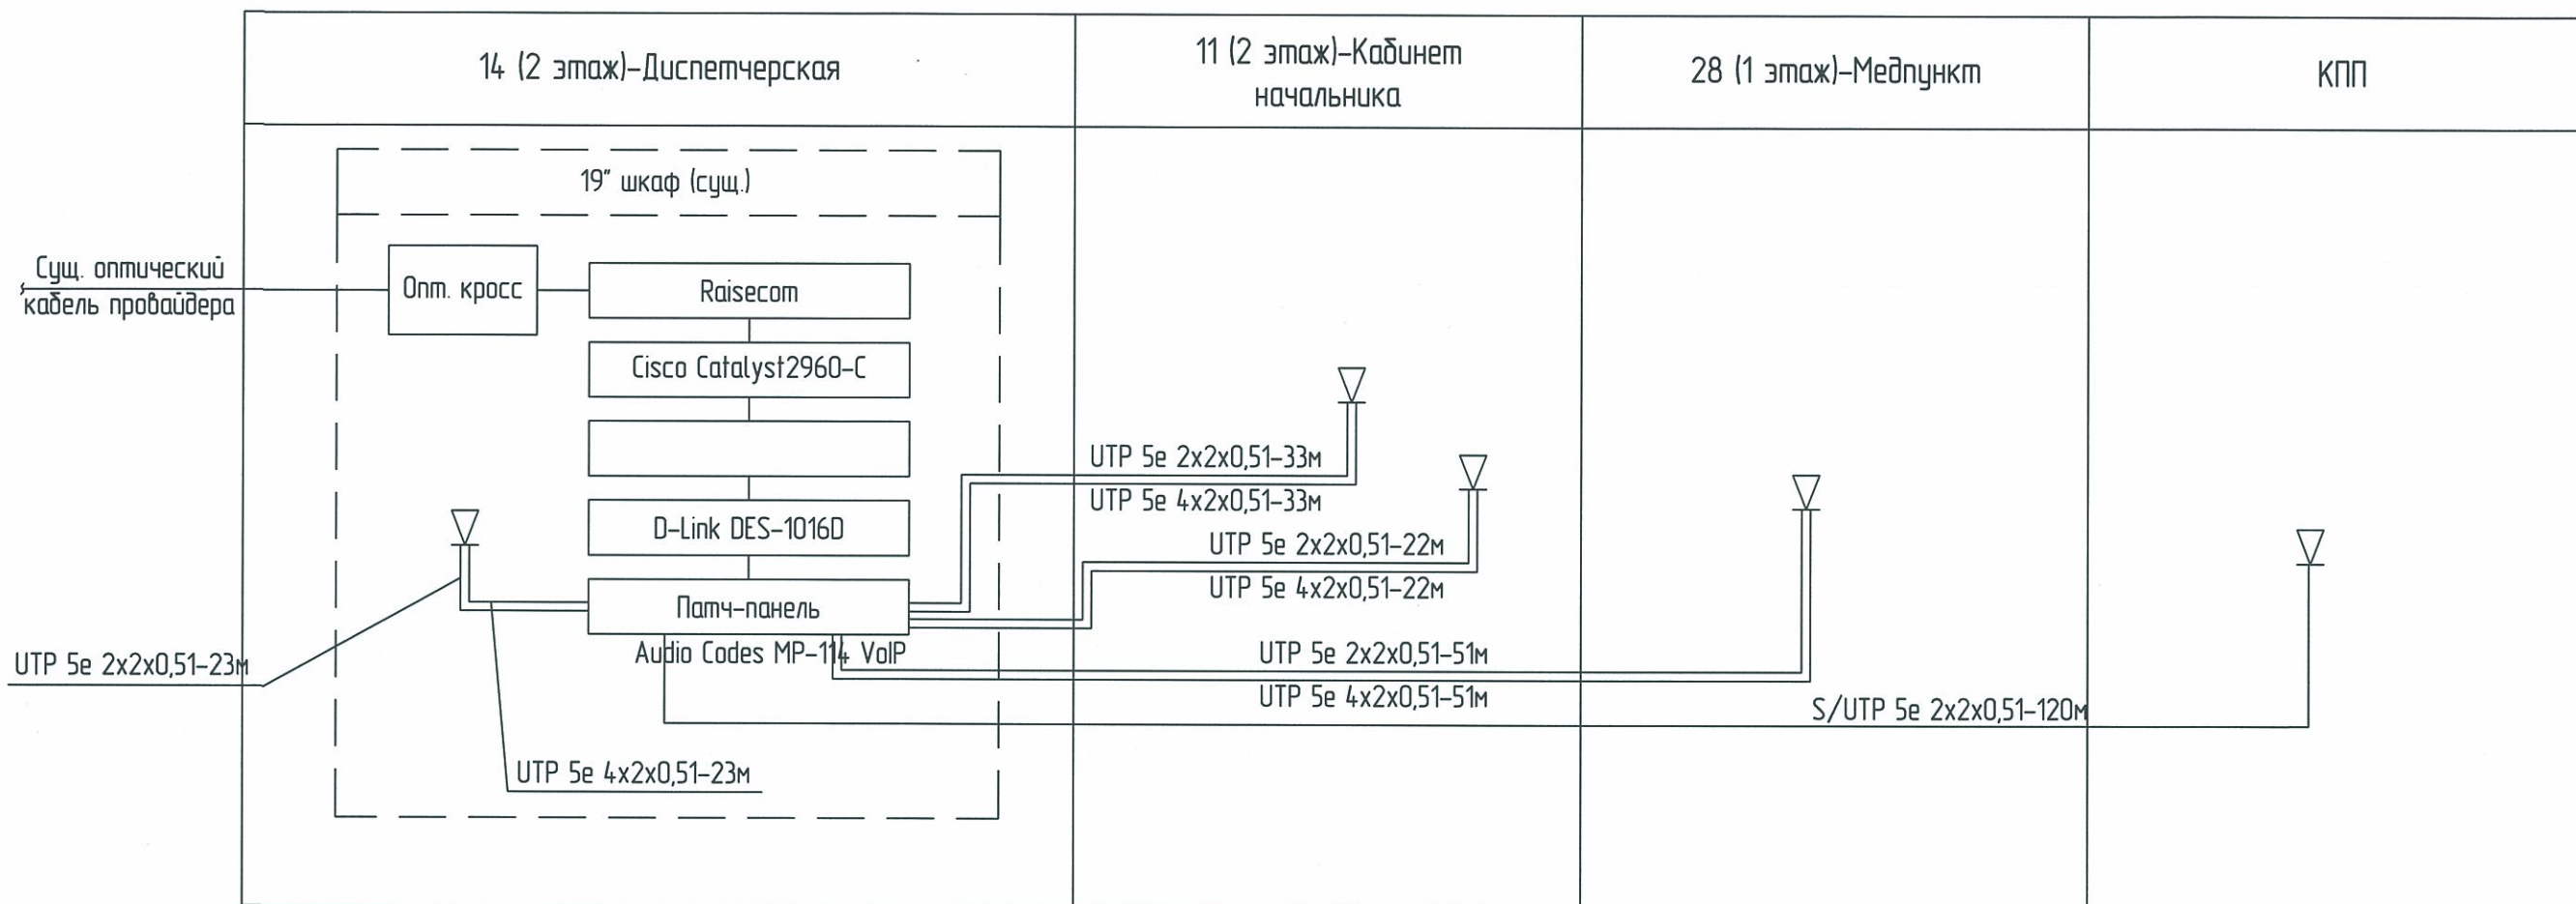 14 (2 этаж)-Диспетчерская
11 (2 этаж)-Кабинет
начальника
28 (1 этаж)-Медпункт
КПП
19" шкаф (сущ.)
Сущ. оптический
кабель провайдера
Опт. кросс
Raisecom
Cisco Catalyst2960-C
D-Link DES-1016D
Патч-панель
Audio Codes MP-114 VoIP
UTP 5e 2x2x0,51-33м
UTP 5e 4x2x0,51-33м
UTP 5e 2x2x0,51-22м
UTP 5e 4x2x0,51-22м
UTP 5e 2x2x0,51-51м
UTP 5e 4x2x0,51-51м
S/UTP 5e 2x2x0,51-120м
UTP 5e 2x2x0,51-23м
UTP 5e 4x2x0,51-23м